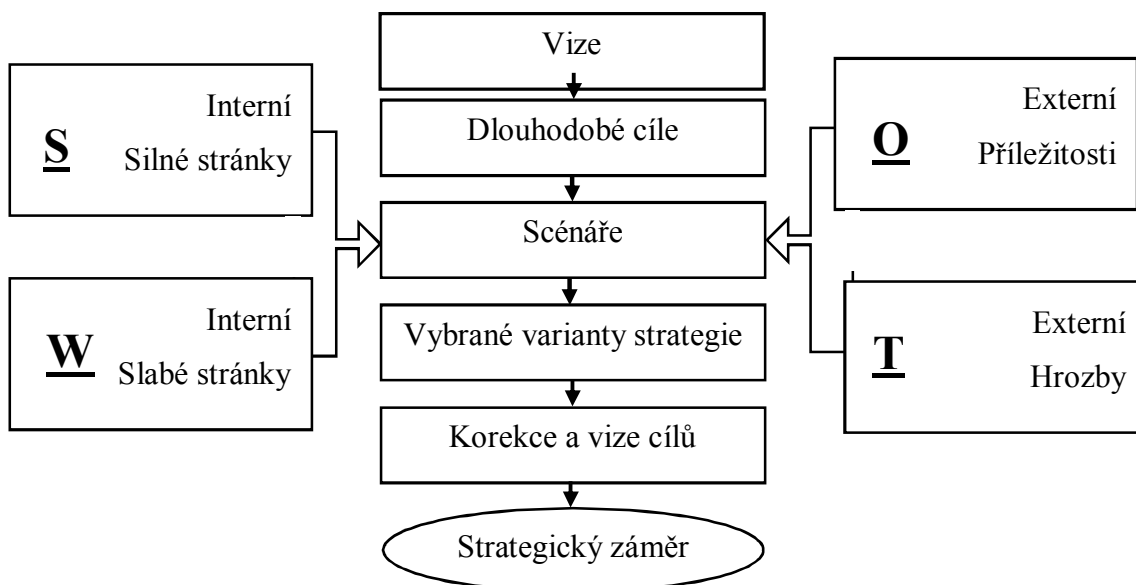 Vize
Dlouhodobé cíle
Scénáře
Vybrané varianty strategie
Korekce a vize cílů
Strategický záměr
S
Interní
Silné stránky
W
Interní
Slabé stránky
O
Externí
Příležitosti
T
Externí
Hrozby